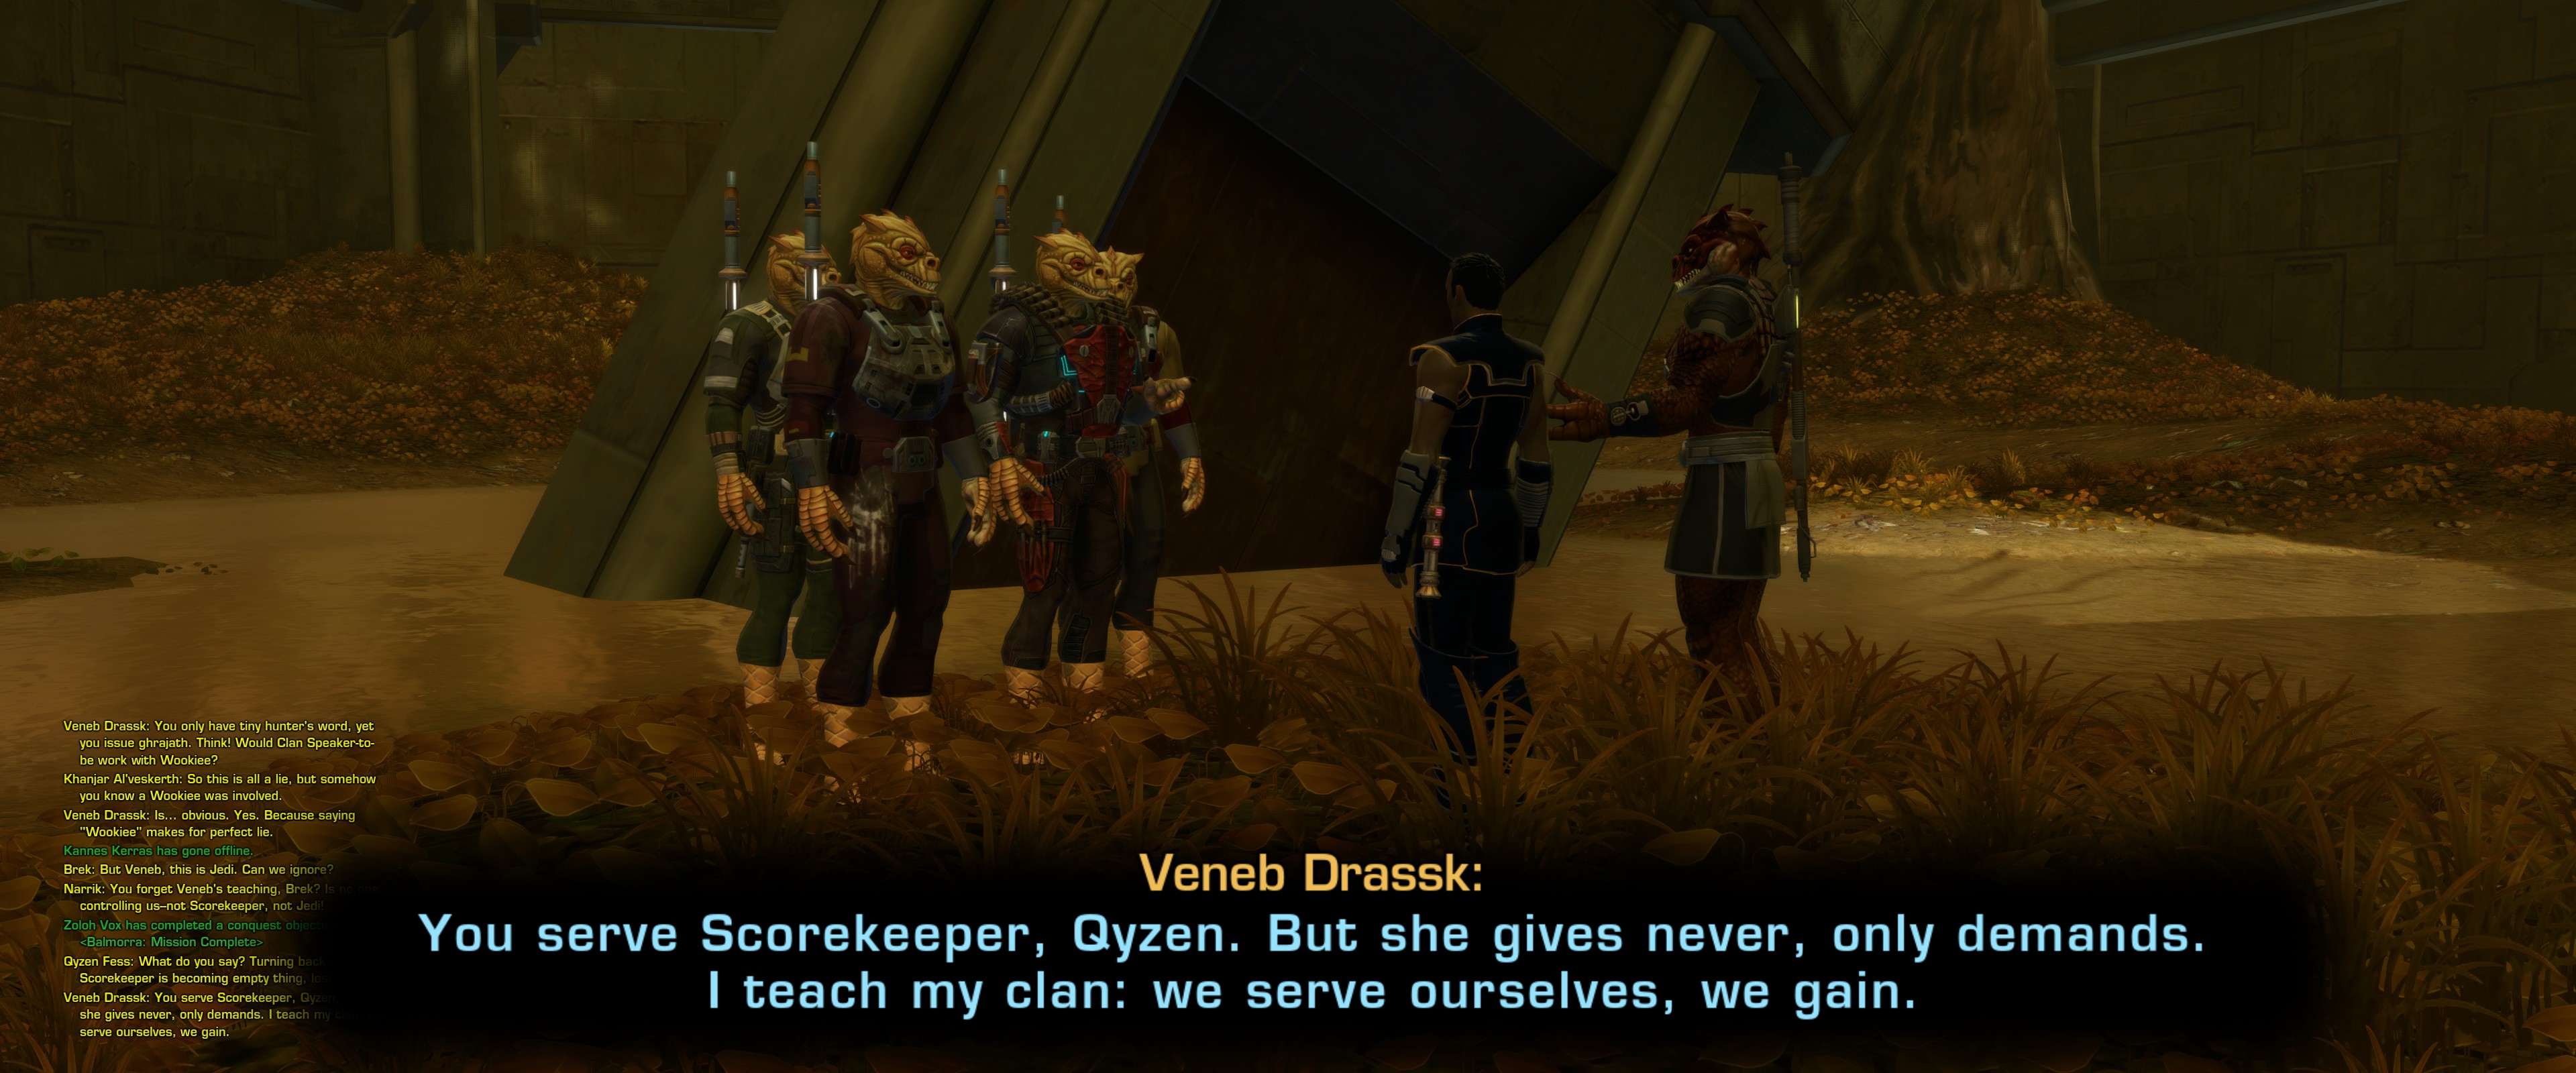 Veneb Drassk: You only have tiny hunter's word, yet
you issue ghrajath. Think! Would Clan Speaker-to-
be work with Wookiee?
Khanjar Al'veskerth: So this is all a lie, but somehow
you know a Wookiee was involved.
Veneb Drassk: Is... obvious. Yes. Because saying
"Wookiee" makes for perfect lie.
Kannes Kerras has gone offline.
Brek: But Veneb, this is Jedi. Can we ignore?
Narrik: You forget Veneb's teaching, Brek? Is no one
controlling us–not Scorekeeper, not Jedi!
Zoloh Vox has completed a conquest
<Balmorra: Mission Complete>
Qyzen Fess: What do you say? Turning back
Scorekeeper is becoming empty thing,
Veneb Drassk: You serve Scorekeeper, Qyzen.
she gives never, only demands. I teach my
serve ourselves, we gain.
Veneb Drassk:
You serve Scorekeeper, Qyzen. But she gives never, only demands.
I teach my clan: we serve ourselves, we gain.